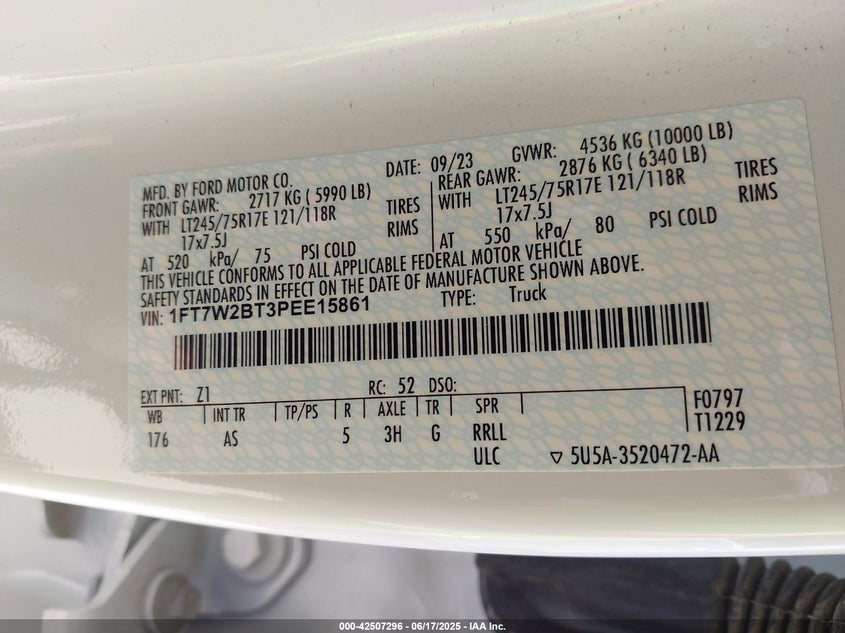 MFD. BY FORD MOTOR CO. DATE: 09/23 GVWR: 4536 KG (10000 LB)
FRONT GAWR: 2717 KG ( 5990 LB) REAR GAWR: 2876 KG ( 6340 LB)
WITH LT245/75R17E 121/118R TIRES WITH LT245/75R17E 121/118R TIRES
17x7.5J RIMS 17x7.5J RIMS
AT 520 kPa/ 75 PSI COLD AT 550 kPa/ 80 PSI COLD
THIS VEHICLE CONFORMS TO ALL APPLICABLE FEDERAL MOTOR VEHICLE
SAFETY STANDARDS IN EFFECT ON THE DATE OF MANUFACTURE SHOWN ABOVE.
VIN: 1FT7W2BT3PEE15861 TYPE: Truck
EXT PNT: Z1 RC: 52 DSO:
WB INT TR TP/PS R AXLE TR SPR F0797
176 AS 5 3H G RRLL T1229
ULC ▽ 5U5A-3520472-AA
000-42507296 - 06/17/2025 - IAA Inc.